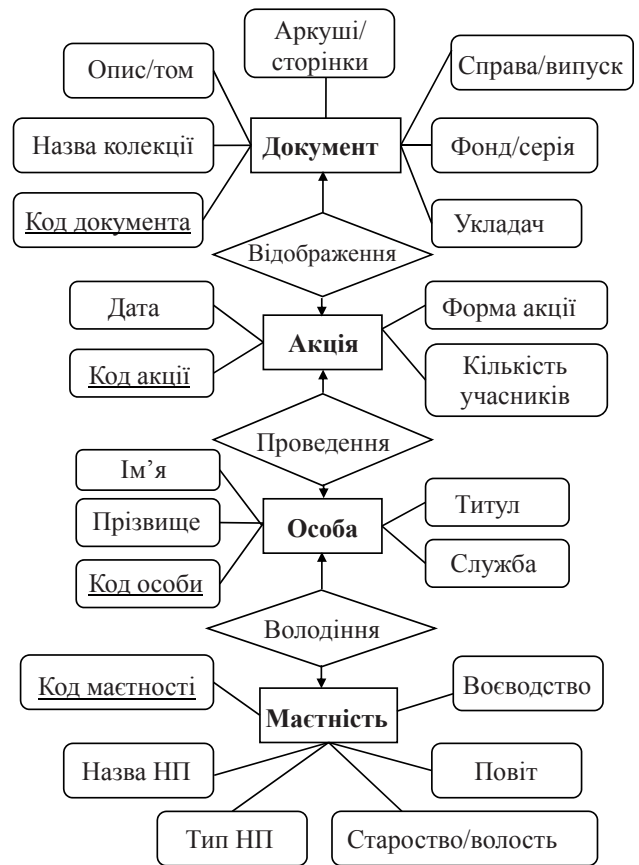 Аркуші/
сторінки
Опис/том
Справа/випуск
Назва колекції
Документ
Фонд/серія
Код документа
Укладач
Відображення
Дата
Форма акції
Акція
Код акції
Кількість
учасників
Проведення
Ім’я
Титул
Прізвище
Особа
Код особи
Служба
Володіння
Код маєтності
Воєводство
Маєтність
Назва НП
Повіт
Тип НП
Староство/волость